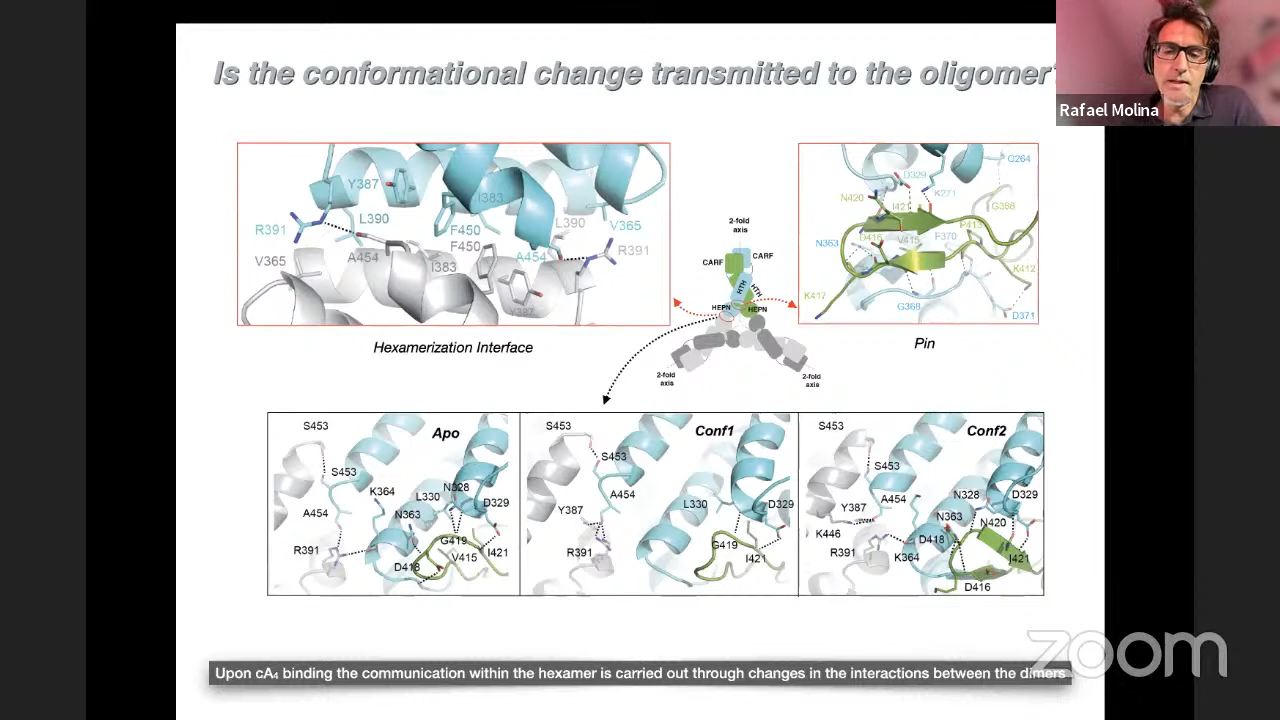 Is the conformational change transmitted to the oligomer
Rafael Molina
Y387
I383
R391
L390
F450
L390
V365
F450
R391
V365
A454
I383
A454
Y387
Hexamerization Interface
2-fold
axis
CARF
CARF
HTH
HTH
HEPN
HEPN
2-fold
axis
2-fold
axis
D329
K271
N420
I421
G368
N363
D416
V415
F370
P413
K412
K417
G368
D371
Pin
S453
Apo
S453
K364
L330
N328
D329
A454
N363
R391
G419
I421
D418
V415
S453
Conf1
S453
A454
Y387
L330
D329
R391
G419
I421
S453
Conf2
S453
Y387
A454
N328
D329
N363
N420
K446
R391
D418
K364
I421
D416
zoom
Upon cA₄ binding the communication within the hexamer is carried out through changes in the interactions between the dimers